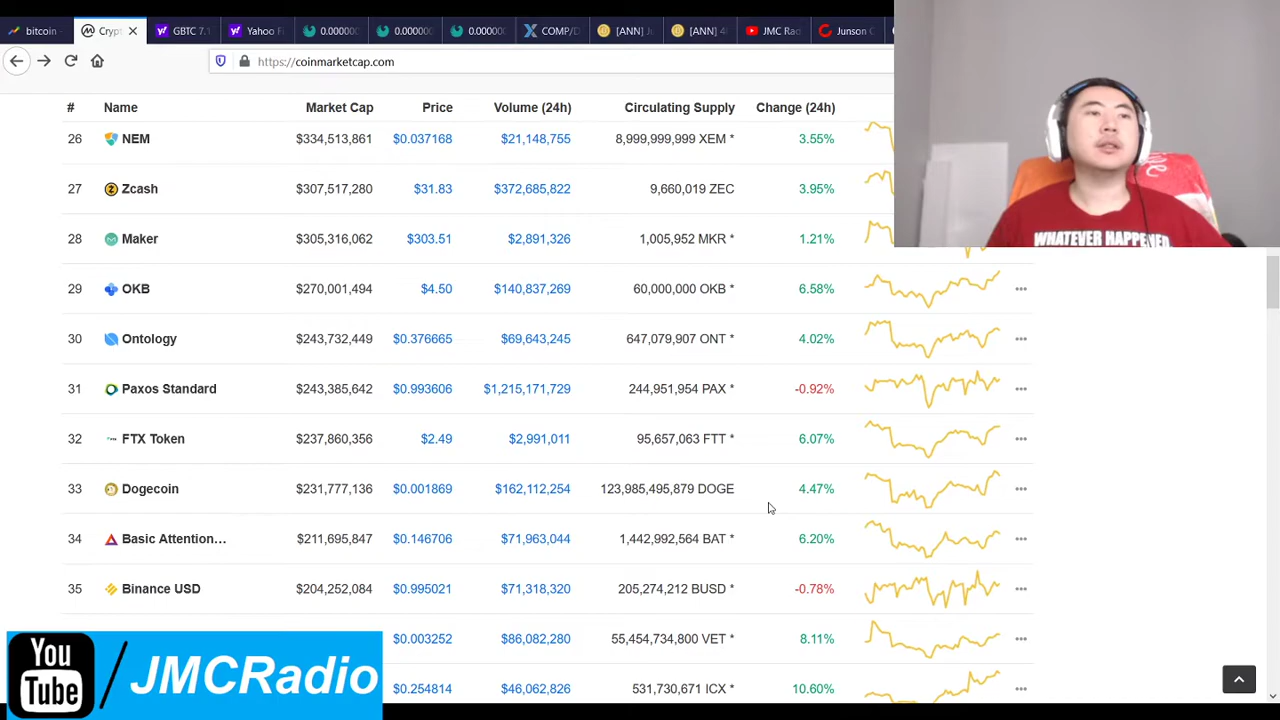 bitcoin
Cryp
GBTC 7.1
Yahoo Fi
0.000000
0.00000
0.000000
COMP/D
[ANN] J
[ANN] 4
JMC Rad
Junson C
https://coinmarketcap.com
# Name Market Cap Price Volume (24h) Circulating Supply Change (24h)
26 NEM $334,513,861 $0.037168 $21,148,755 8,999,999,999 XEM * 3.55%
27 Zcash $307,517,280 $31.83 $372,685,822 9,660,019 ZEC 3.95%
28 Maker $305,316,062 $303.51 $2,891,326 1,005,952 MKR * 1.21%
29 OKB $270,001,494 $4.50 $140,837,269 60,000,000 OKB * 6.58%
30 Ontology $243,732,449 $0.376665 $69,643,245 647,079,907 ONT * 4.02%
31 Paxos Standard $243,385,642 $0.993606 $1,215,171,729 244,951,954 PAX * -0.92%
32 FTX Token $237,860,356 $2.49 $2,991,011 95,657,063 FTT * 6.07%
33 Dogecoin $231,777,136 $0.001869 $162,112,254 123,985,495,879 DOGE 4.47%
34 Basic Attention... $211,695,847 $0.146706 $71,963,044 1,442,992,564 BAT * 6.20%
35 Binance USD $204,252,084 $0.995021 $71,318,320 205,274,212 BUSD * -0.78%
$0.003252 $86,082,280 55,454,734,800 VET * 8.11%
$0.254814 $46,062,826 531,730,671 ICX * 10.60%
WHATEVER HAPPENED
You
Tube
/ JMCRadio